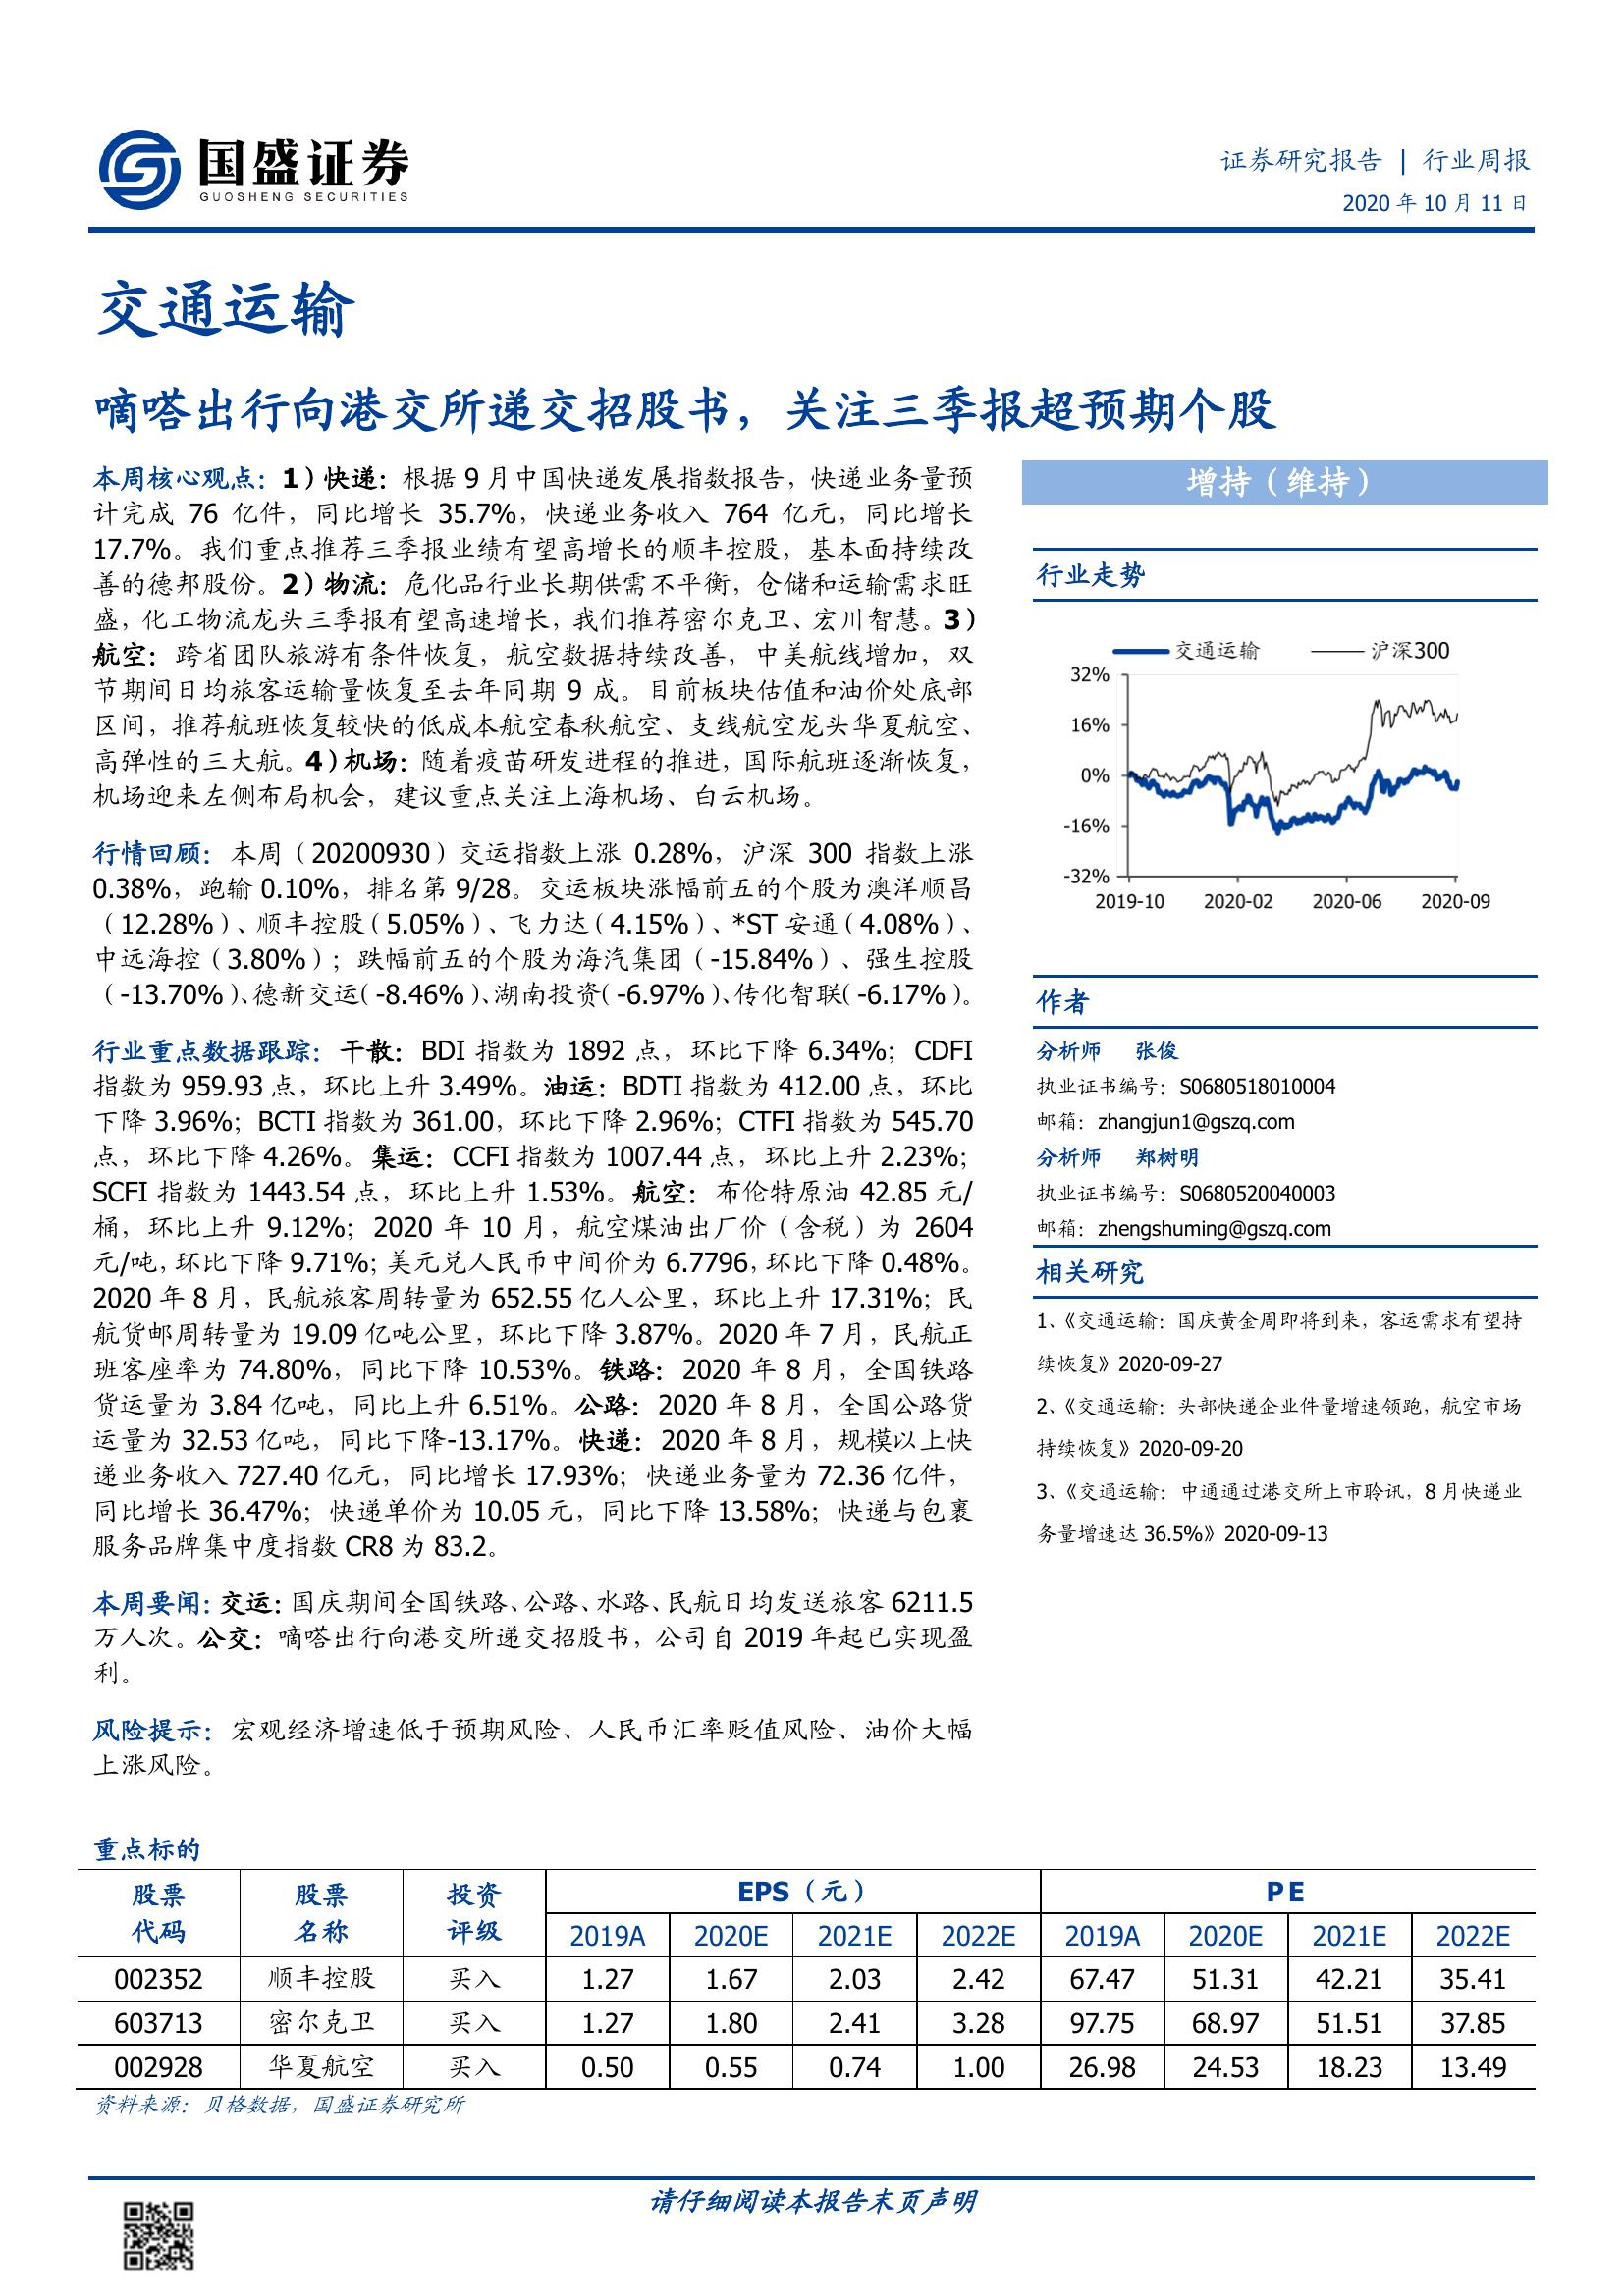 国盛证券
GUOSHENG SECURITIES
证券研究报告 | 行业周报
2020 年 10 月 11 日
交通运输
嘀嗒出行向港交所递交招股书，关注三季报超预期个股
本周核心观点：1）快递：根据 9 月中国快递发展指数报告，快递业务量预
计完成 76 亿件，同比增长 35.7%，快递业务收入 764 亿元，同比增长
17.7%。我们重点推荐三季报业绩有望高增长的顺丰控股，基本面持续改
善的德邦股份。2）物流：危化品行业长期供需不平衡，仓储和运输需求旺
盛，化工物流龙头三季报有望高速增长，我们推荐密尔克卫、宏川智慧。3）
航空：跨省团队旅游有条件恢复，航空数据持续改善，中美航线增加，双
节期间日均旅客运输量恢复至去年同期 9 成。目前板块估值和油价处底部
区间，推荐航班恢复较快的低成本航空春秋航空、支线航空龙头华夏航空、
高弹性的三大航。4）机场：随着疫苗研发进程的推进，国际航班逐渐恢复，
机场迎来左侧布局机会，建议重点关注上海机场、白云机场。
行情回顾：本周（20200930）交运指数上涨 0.28%，沪深 300 指数上涨
0.38%，跑输 0.10%，排名第 9/28。交运板块涨幅前五的个股为澳洋顺昌
（12.28%）、顺丰控股（5.05%）、飞力达（4.15%）、*ST 安通（4.08%）、
中远海控（3.80%）；跌幅前五的个股为海汽集团（-15.84%）、强生控股
（-13.70%）、德新交运（-8.46%）、湖南投资（-6.97%）、传化智联（-6.17%）。
行业重点数据跟踪：干散：BDI 指数为 1892 点，环比下降 6.34%；CDFI
指数为 959.93 点，环比上升 3.49%。油运：BDTI 指数为 412.00 点，环比
下降 3.96%；BCTI 指数为 361.00，环比下降 2.96%；CTFI 指数为 545.70
点，环比下降 4.26%。集运：CCFI 指数为 1007.44 点，环比上升 2.23%；
SCFI 指数为 1443.54 点，环比上升 1.53%。航空：布伦特原油 42.85 元/
桶，环比上升 9.12%；2020 年 10 月，航空煤油出厂价（含税）为 2604
元/吨，环比下降 9.71%；美元兑人民币中间价为 6.7796，环比下降 0.48%。
2020 年 8 月，民航旅客周转量为 652.55 亿人公里，环比上升 17.31%；民
航货邮周转量为 19.09 亿吨公里，环比下降 3.87%。2020 年 7 月，民航正
班客座率为 74.80%，同比下降 10.53%。铁路：2020 年 8 月，全国铁路
货运量为 3.84 亿吨，同比上升 6.51%。公路：2020 年 8 月，全国公路货
运量为 32.53 亿吨，同比下降-13.17%。快递：2020 年 8 月，规模以上快
递业务收入 727.40 亿元，同比增长 17.93%；快递业务量为 72.36 亿件，
同比增长 36.47%；快递单价为 10.05 元，同比下降 13.58%；快递与包裹
服务品牌集中度指数 CR8 为 83.2。
本周要闻：交运：国庆期间全国铁路、公路、水路、民航日均发送旅客 6211.5
万人次。公交：嘀嗒出行向港交所递交招股书，公司自 2019 年起已实现盈
利。
风险提示：宏观经济增速低于预期风险、人民币汇率贬值风险、油价大幅
上涨风险。
增持（维持）
行业走势
交通运输 沪深300
32%
16%
0%
-16%
-32%
2019-10 2020-02 2020-06 2020-09
作者
分析师 张俊
执业证书编号：S0680518010004
邮箱：zhangjun1@gszq.com
分析师 郑树明
执业证书编号：S0680520040003
邮箱：zhengshuming@gszq.com
相关研究
1、《交通运输：国庆黄金周即将到来，客运需求有望持
续恢复》2020-09-27
2、《交通运输：头部快递企业件量增速领跑，航空市场
持续恢复》2020-09-20
3、《交通运输：中通通过港交所上市聆讯，8 月快递业
务量增速达 36.5%》2020-09-13
重点标的
股票 股票 投资 EPS（元） PE
代码 名称 评级 2019A 2020E 2021E 2022E 2019A 2020E 2021E 2022E
002352 顺丰控股 买入 1.27 1.67 2.03 2.42 67.47 51.31 42.21 35.41
603713 密尔克卫 买入 1.27 1.80 2.41 3.28 97.75 68.97 51.51 37.85
002928 华夏航空 买入 0.50 0.55 0.74 1.00 26.98 24.53 18.23 13.49
资料来源：贝格数据，国盛证券研究所
请仔细阅读本报告末页声明